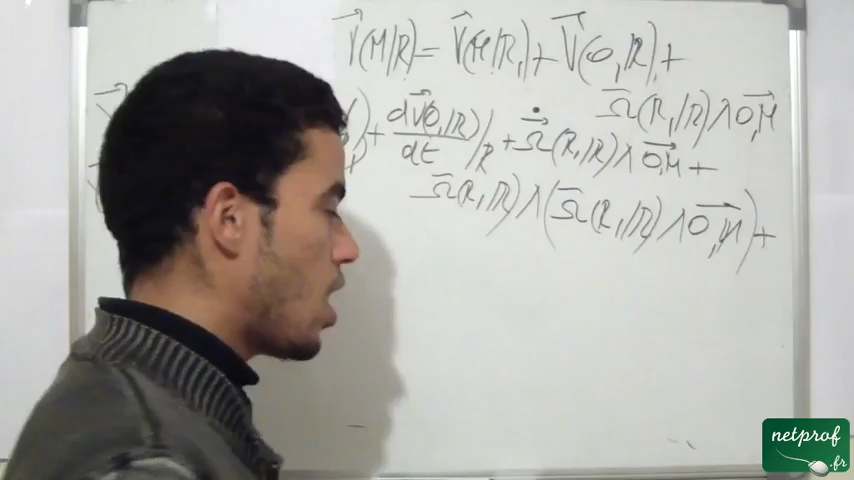 V⃗(M/R) = V⃗(M/R₁) + V⃗(O₁/R) +
Ω⃗(R₁/R) ∧ O₁M⃗
) + dV⃗(O₁/R)/dt /R + Ω⃗̇(R₁/R) ∧ O₁M⃗ +
Ω⃗(R₁/R) ∧ (Ω⃗(R₁/R) ∧ O₁M⃗) +
netprof
.fr